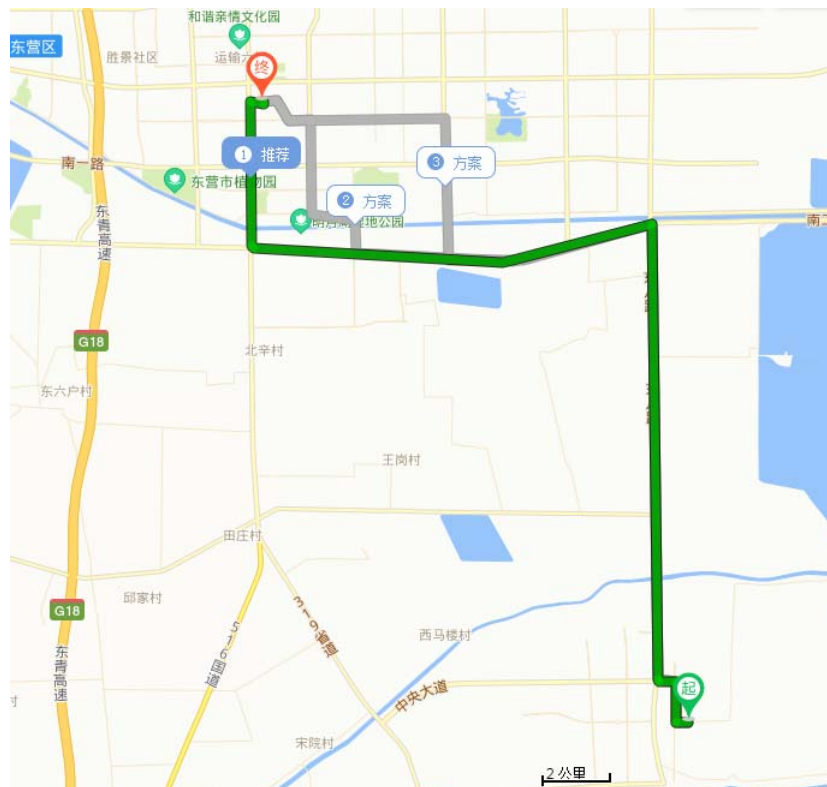 和谐亲情文化园
东营区
胜景社区
运输六
终
1 推荐
3 方案
南一路
东营市植物园
2 方案
湿地公园
南二
东青高速
G18
北辛村
东六户村
王岗村
田庄村
邱家村
G18
319省道
516国道
西马楼村
东青高速
起
中央大道
村
宋院村
2公里